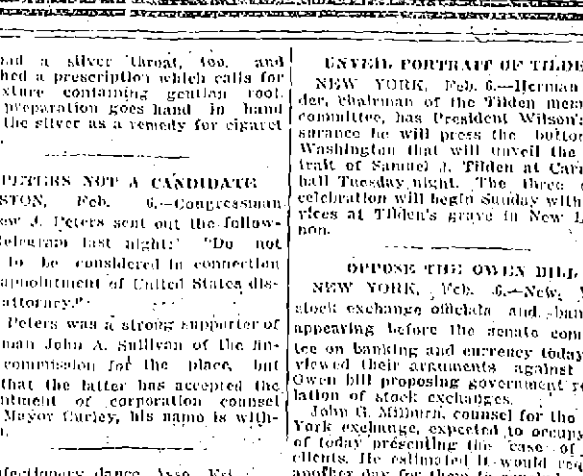 had a silver throat, too, and
hed a prescription which calls for
xture containing gentian root.
preparation goes hand in hand
the silver as a remedy for cigaret
PETERS NOT A CANDIDATE
STON, Feb. 6.—Congressman
ew J. Peters sent out the follow-
telegram last night: "Do not
to be considered in connection
appointment of United States dis-
attorney."
Peters was a strong supporter of
man John A. Sullivan of the fin-
commission for the place, but
that the latter has accepted the
ntment of corporation counsel
Mayor Curley, his name is with-
n.
nfectionery dance, Asso.
UNVEIL PORTRAIT OF TILDE
NEW YORK, Feb. 6.—Herman
der, chairman of the Tilden mem
committee, has President Wilson's
surance he will press the button
Washington that will unveil the
trait of Samuel J. Tilden at Car
hall Tuesday night. The three
celebration will begin Sunday with
vices at Tilden's grave in New L
non.
OPPOSE THE OWEN BILL
NEW YORK, Feb. 6.—New
stock exchange officials and ban
appearing before the senate com
tee on banking and currency today
viewed their arguments against
Owen bill proposing government re
lation of stock exchanges.
John G. Milburn, counsel for the
York exchange, expected to occupy
of today presenting the case of
clients. He estimated it would re
another day for them to